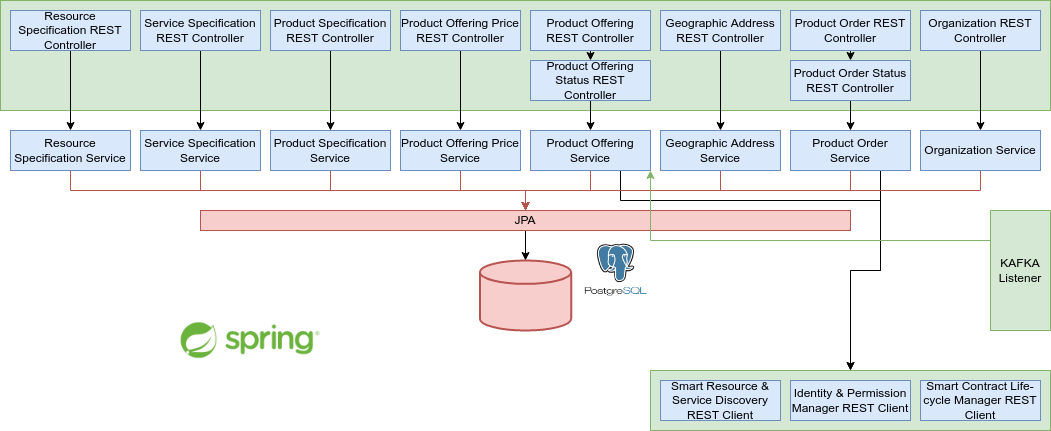 Resource
Specification REST
Controller
Service Specification
REST Controller
Product Specification
REST Controller
Product Offering Price
REST Controller
Product Offering
REST Controller
Geographic Address
REST Controller
Product Order REST
Controller
Organization REST
Controller
Product Offering
Status REST
Controller
Product Order Status
REST Controller
Resource
Specification Service
Service Specification
Service
Product Specification
Service
Product Offering Price
Service
Product Offering
Service
Geographic Address
Service
Product Order
Service
Organization Service
JPA
KAFKA
Listener
PostgreSQL
spring
Smart Resource &
Service Discovery
REST Client
Identity & Permission
Manager REST Client
Smart Contract Life-
cycle Manager REST
Client